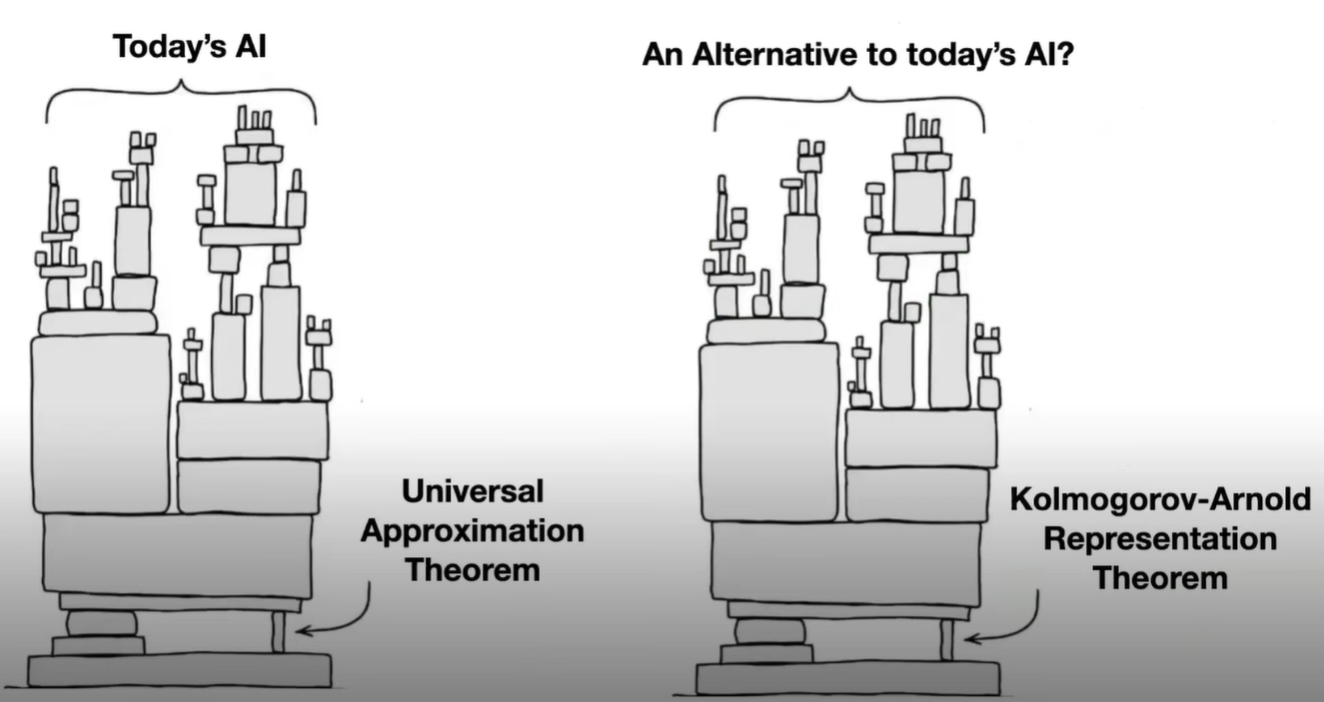 Today's AI
An Alternative to today's AI?
Universal
Approximation
Theorem
Kolmogorov-Arnold
Representation
Theorem